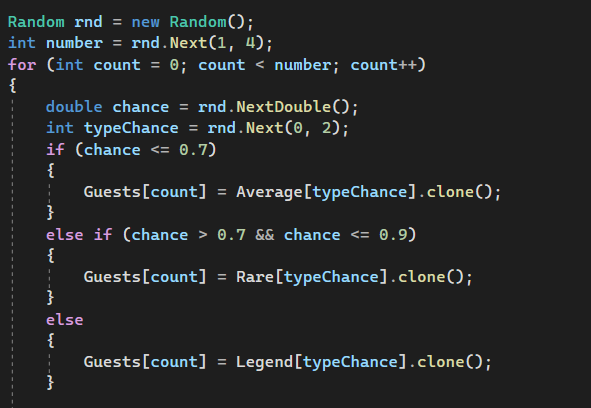 Random rnd = new Random();
int number = rnd.Next(1, 4);
for (int count = 0; count < number; count++)
{
    double chance = rnd.NextDouble();
    int typeChance = rnd.Next(0, 2);
    if (chance <= 0.7)
    {
        Guests[count] = Average[typeChance].clone();
    }
    else if (chance > 0.7 && chance <= 0.9)
    {
        Guests[count] = Rare[typeChance].clone();
    }
    else
    {
        Guests[count] = Legend[typeChance].clone();
    }